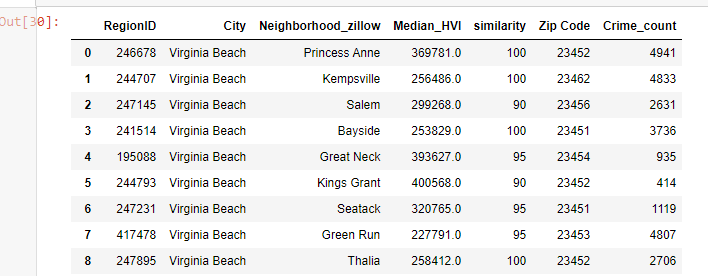 Out[30]:
RegionID City Neighborhood_zillow Median_HVI similarity Zip Code Crime_count
0 246678 Virginia Beach Princess Anne 369781.0 100 23452 4941
1 244707 Virginia Beach Kempsville 256486.0 100 23462 4833
2 247145 Virginia Beach Salem 299268.0 90 23456 2631
3 241514 Virginia Beach Bayside 253829.0 100 23451 3736
4 195088 Virginia Beach Great Neck 393627.0 95 23454 935
5 244793 Virginia Beach Kings Grant 400568.0 90 23452 414
6 247231 Virginia Beach Seatack 320765.0 95 23451 1119
7 417478 Virginia Beach Green Run 227791.0 95 23453 4807
8 247895 Virginia Beach Thalia 258412.0 100 23452 2706